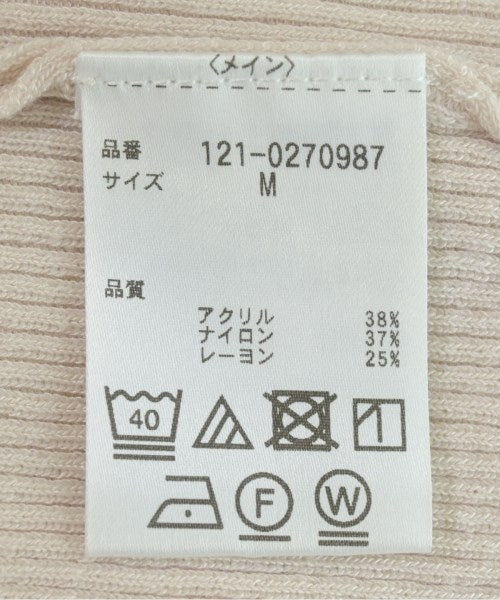 〈メイン〉
品番 121-0270987
サイズ M
品質
アクリル 38%
ナイロン 37%
レーヨン 25%
40
F W